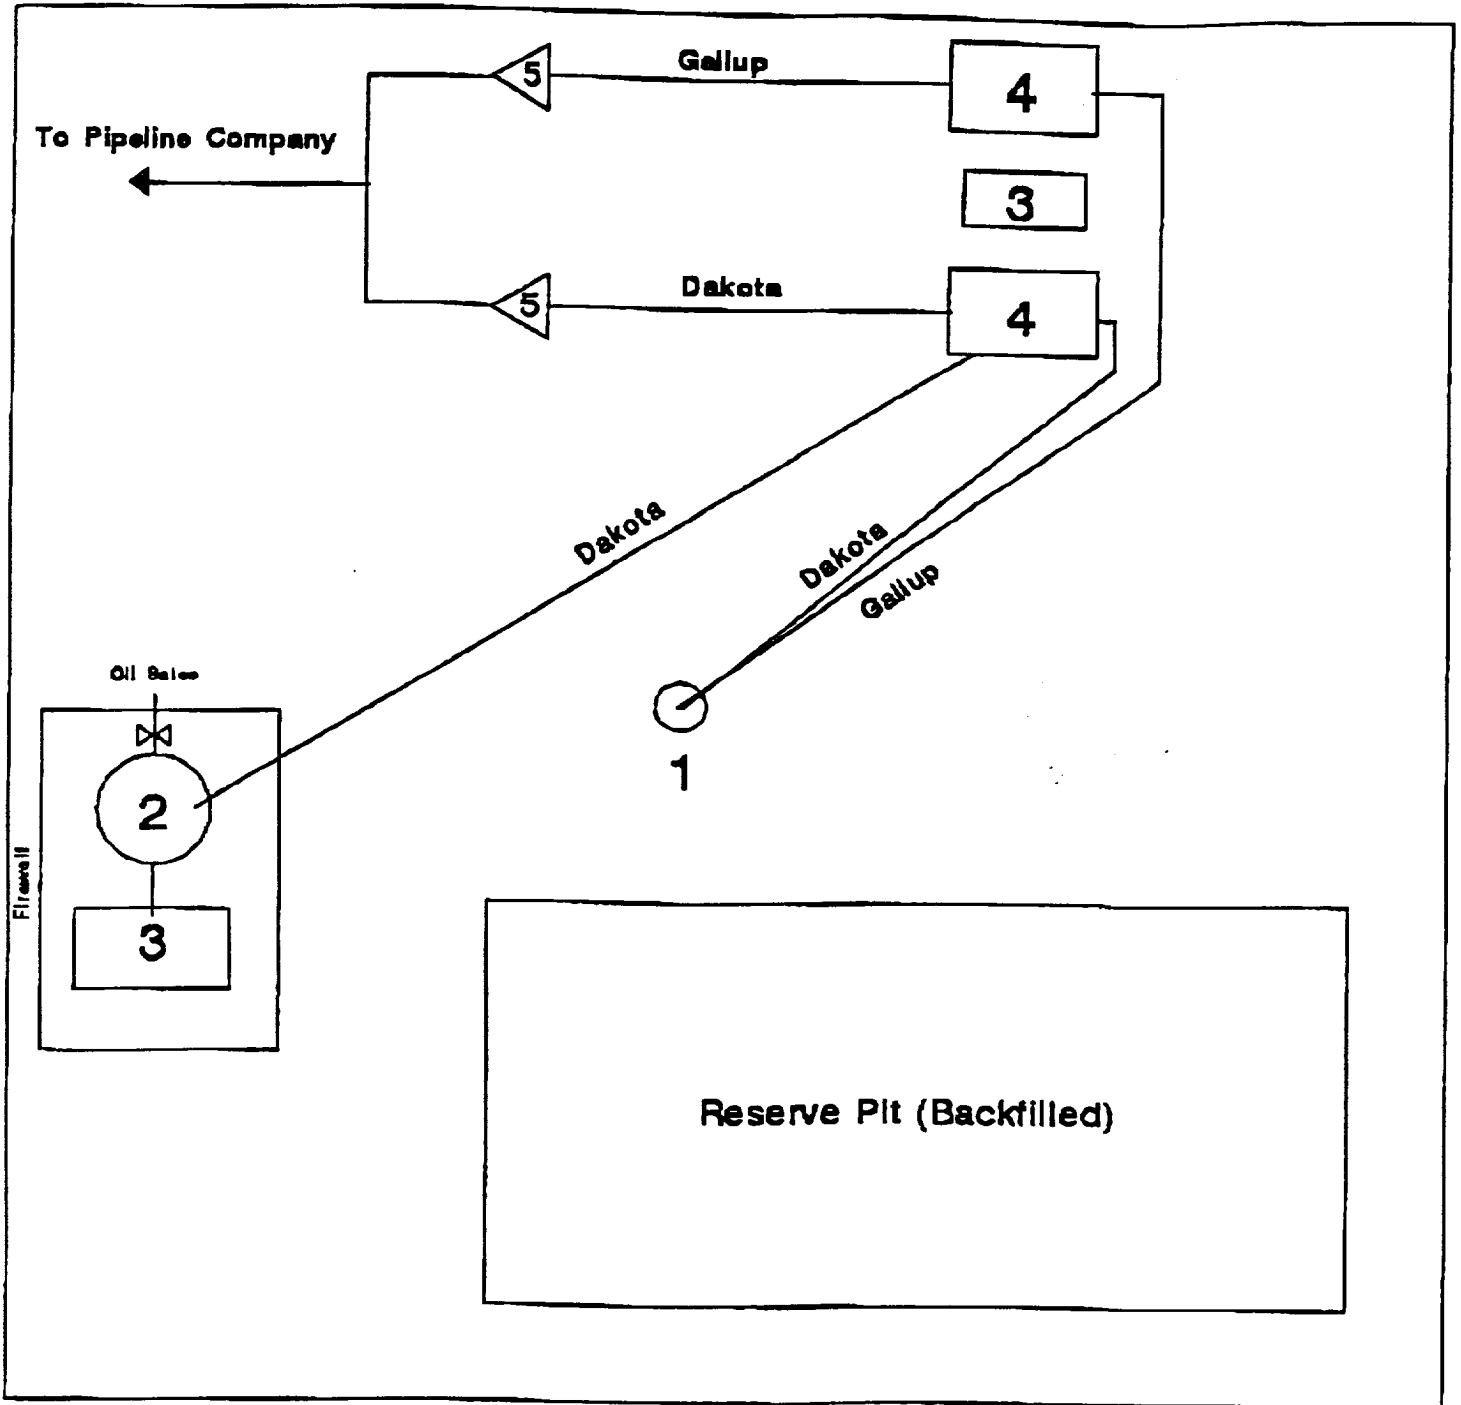 Gallup
5
4
To Pipeline Company
3
Dakota
5
4
Dakota
Dakota
Gallup
Oil Sales
1
2
Firewall
3
Reserve Pit (Backfilled)